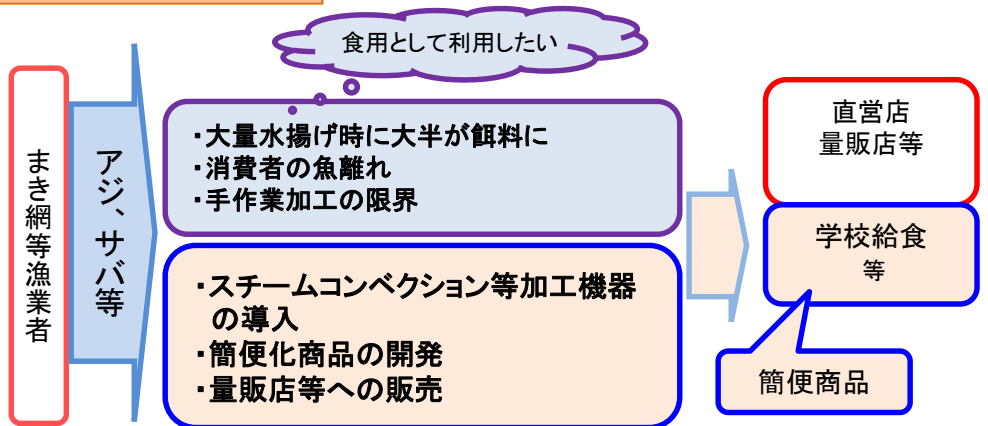 食用として利用したい
まき網等漁業者
アジ、サバ等
・大量水揚げ時に大半が餌料に
・消費者の魚離れ
・手作業加工の限界
・スチームコンベクション等加工機器
の導入
・簡便化商品の開発
・量販店等への販売
直営店
量販店等
学校給食
等
簡便商品